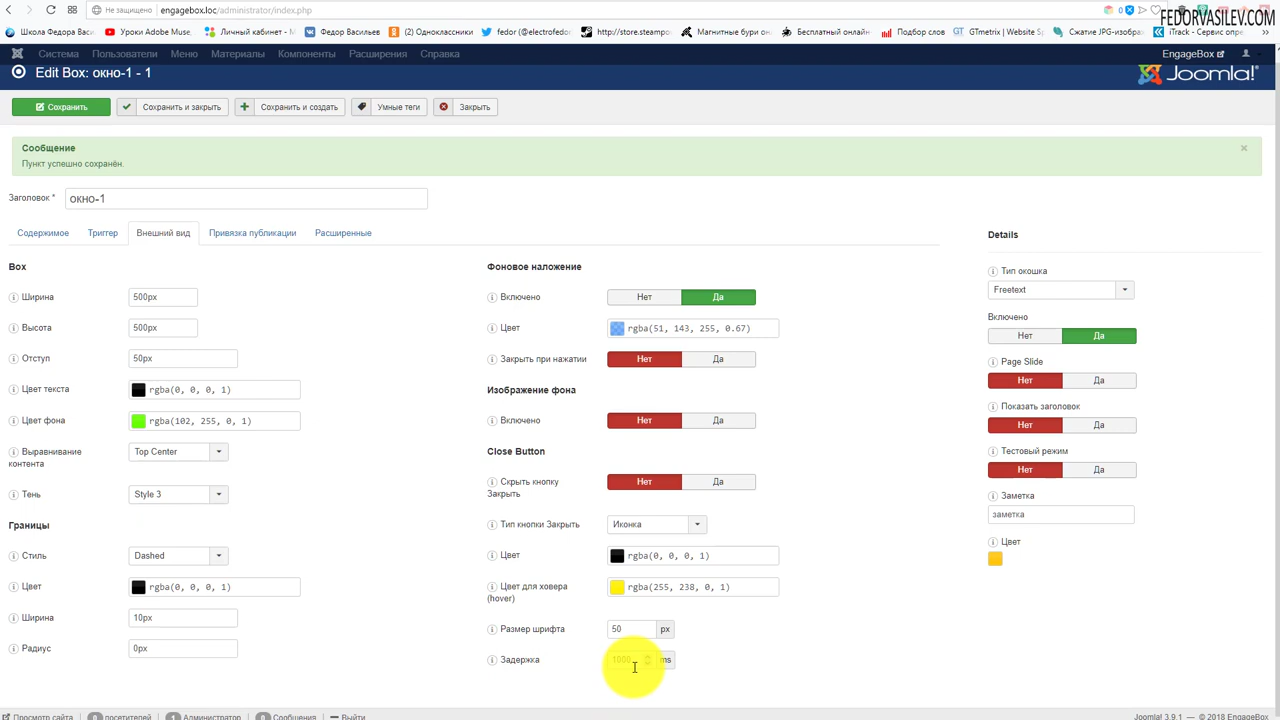 Не защищено
engagebox.loc/administrator/index.php
FEDORVASILEV.COM
Школа Федора Васи
Уроки Adobe Muse,
Личный кабинет - М
Федор Васильев
(2) Одноклассники
fedor (@electrofedor
http://store.steampo
Магнитные бури он
Бесплатный онлай
Подбор слов
GTmetrix | Website S
Сжатие JPG-изобра
iTrack - Сервис опре
Система
Пользователи
Меню
Материалы
Компоненты
Расширения
Справка
EngageBox
Edit Box: окно-1 - 1
Joomla!
Сохранить
Сохранить и закрыть
Сохранить и создать
Умные теги
Закрыть
Сообщение
Пункт успешно сохранён.
×
Заголовок *
окно-1
Содержимое
Триггер
Внешний вид
Привязка публикации
Расширенные
Box
Ширина
500px
Высота
500px
Отступ
50px
Цвет текста
rgba(0, 0, 0, 1)
Цвет фона
rgba(102, 255, 0, 1)
Выравнивание
контента
Top Center
Тень
Style 3
Границы
Стиль
Dashed
Цвет
rgba(0, 0, 0, 1)
Ширина
10px
Радиус
0px
Фоновое наложение
Включено
Нет
Да
Цвет
rgba(51, 143, 255, 0.67)
Закрыть при нажатии
Нет
Да
Изображение фона
Включено
Нет
Да
Close Button
Скрыть кнопку
Закрыть
Нет
Да
Тип кнопки Закрыть
Иконка
Цвет
rgba(0, 0, 0, 1)
Цвет для ховера
(hover)
rgba(255, 238, 0, 1)
Размер шрифта
50
px
Задержка
1000
ms
Details
Тип окошка
Freetext
Включено
Нет
Да
Page Slide
Нет
Да
Показать заголовок
Нет
Да
Тестовый режим
Нет
Да
Заметка
заметка
Цвет
Просмотр сайта
0 посетителей
1 Администратор
0 Сообщения
Выйти
Joomla! 3.9.1 — © 2018 EngageBox